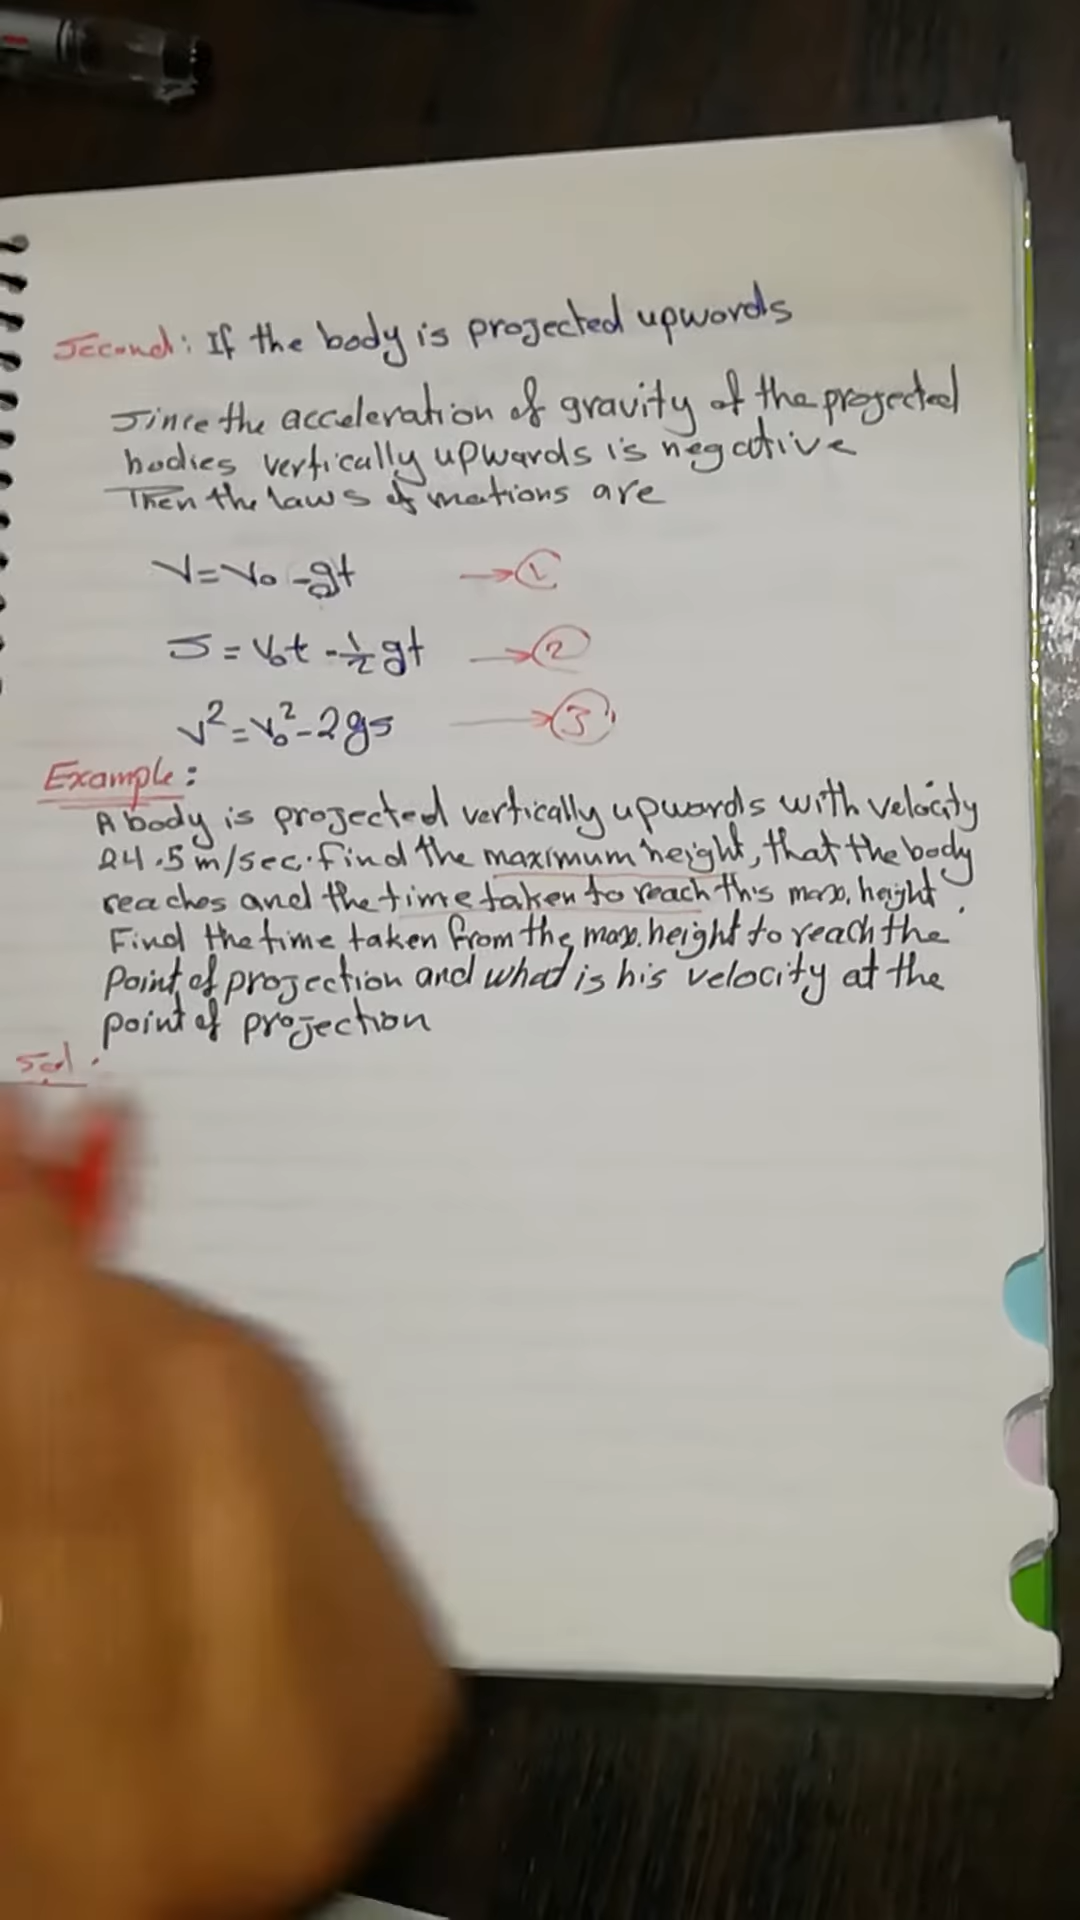 Second: If the body is projected upwords
Since the acceleration of gravity of the projected
bodies vertically upwards is negative
Then the laws of motions are
V=V₀ -gt →①
S = V₀t -½gt →②
v²=v₀²-2gs →③
Example:
A body is projected vertically upwards with velocity
24.5 m/sec. find the maximum height, that the body
reaches and the time taken to reach this max. height.
Find the time taken from the max. height to reach the
point of projection and what is his velocity at the
point of projection
Sol.